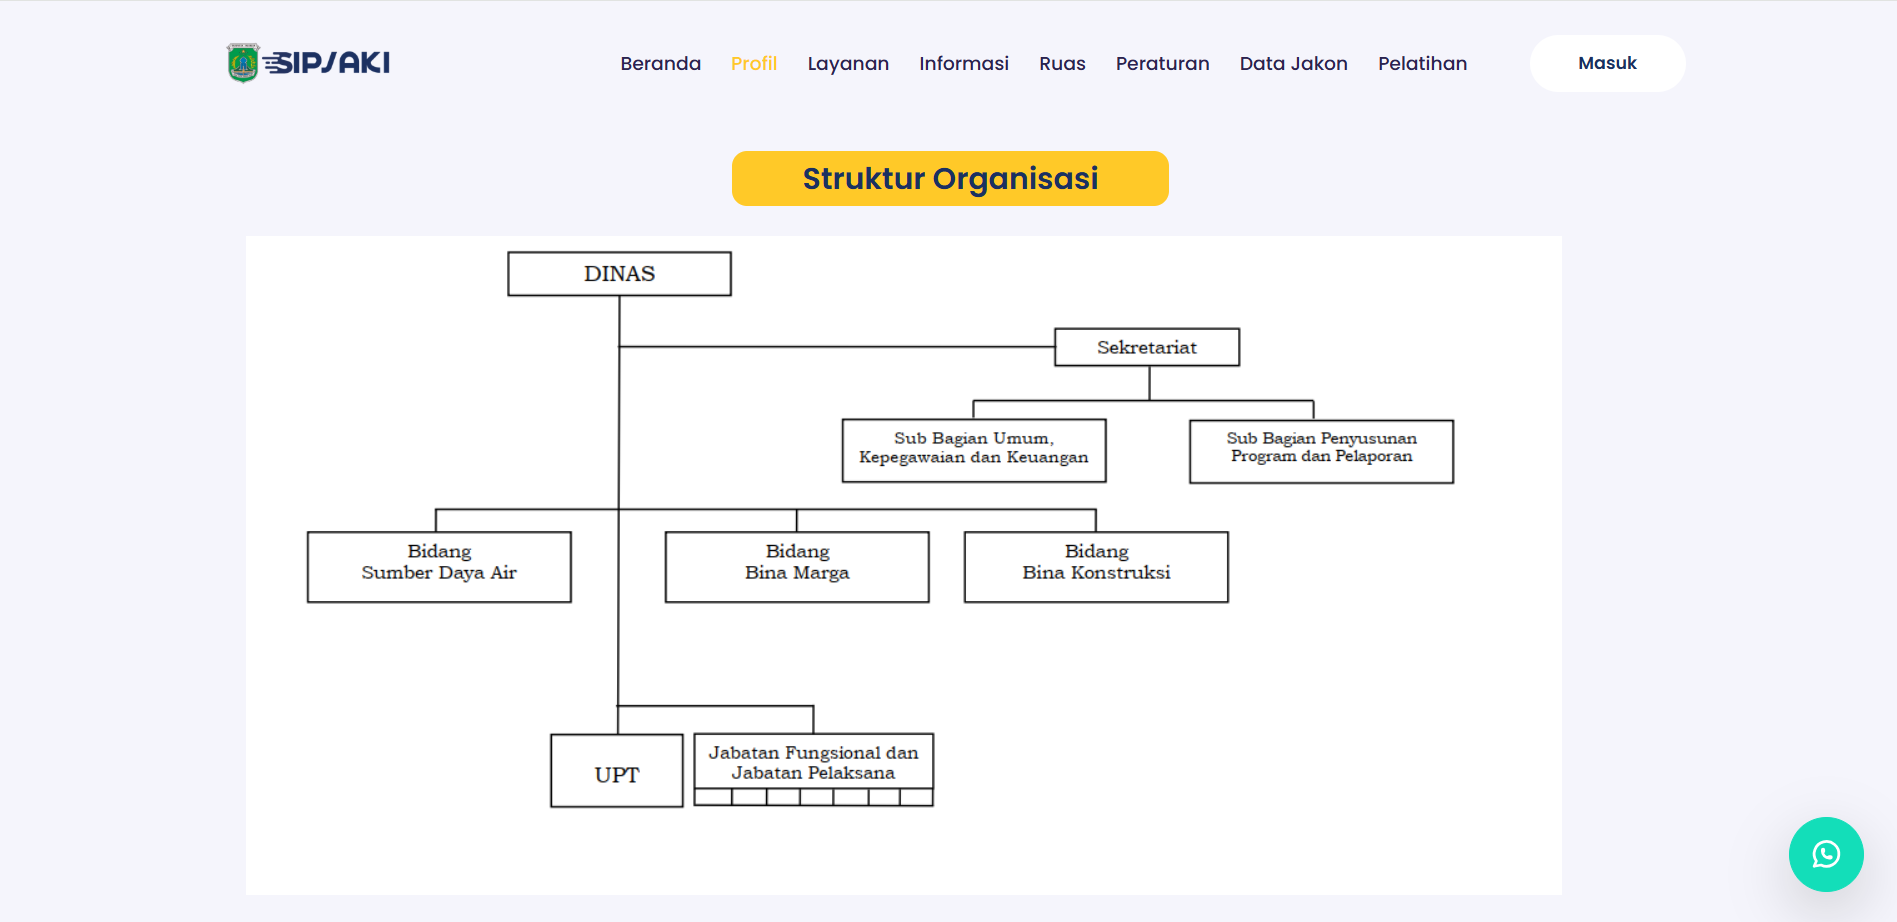 SIPJAKI
Beranda
Profil
Layanan
Informasi
Ruas
Peraturan
Data Jakon
Pelatihan
Masuk
Struktur Organisasi
DINAS
Sekretariat
Sub Bagian Umum,
Kepegawaian dan Keuangan
Sub Bagian Penyusunan
Program dan Pelaporan
Bidang
Sumber Daya Air
Bidang
Bina Marga
Bidang
Bina Konstruksi
UPT
Jabatan Fungsional dan
Jabatan Pelaksana